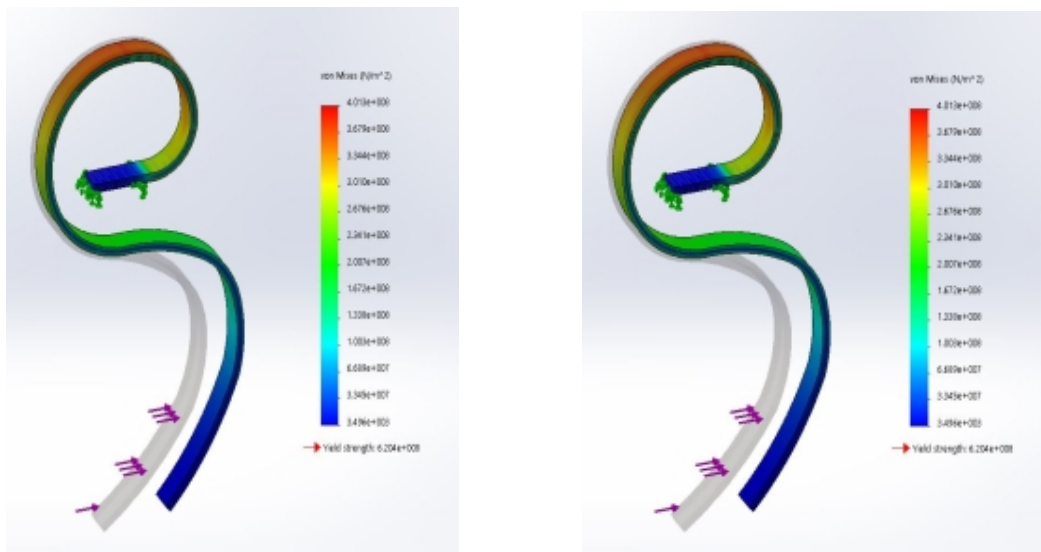 von Mises (N/m^2)
4.013e+008
3.679e+008
3.344e+008
3.010e+008
2.676e+008
2.341e+008
2.007e+008
1.672e+008
1.338e+008
1.003e+008
6.689e+007
3.345e+007
3.496e+003
Yield strength: 6.204e+008
von Mises (N/m^2)
4.013e+008
3.679e+008
3.344e+008
3.010e+008
2.676e+008
2.341e+008
2.007e+008
1.672e+008
1.338e+008
1.003e+008
6.689e+007
3.345e+007
3.496e+003
Yield strength: 6.204e+008